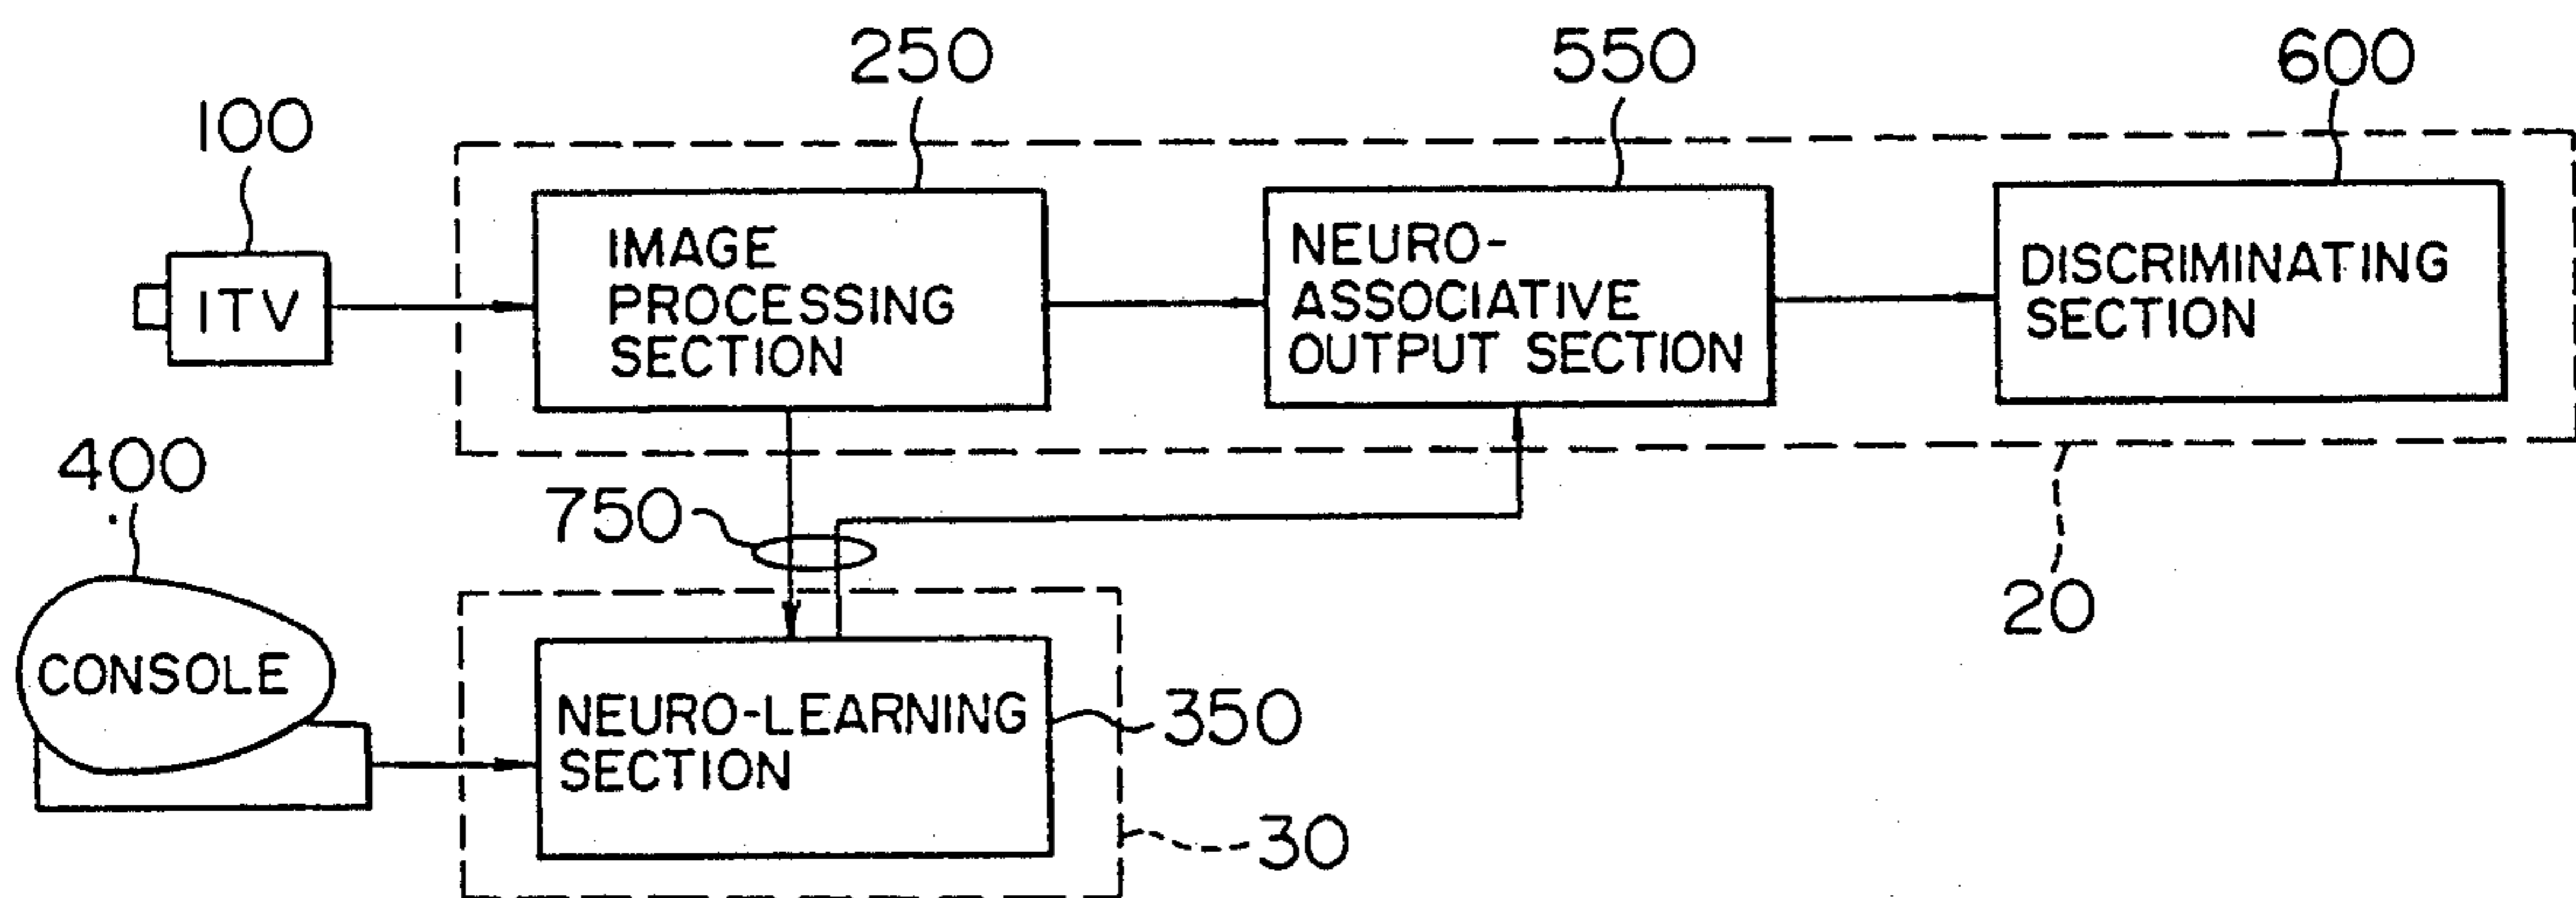 250
550
600
100
IMAGE
PROCESSING
SECTION
NEURO-
ASSOCIATIVE
OUTPUT SECTION
DISCRIMINATING
SECTION
ITV
400
750
20
CONSOLE
NEURO-LEARNING
SECTION
350
30